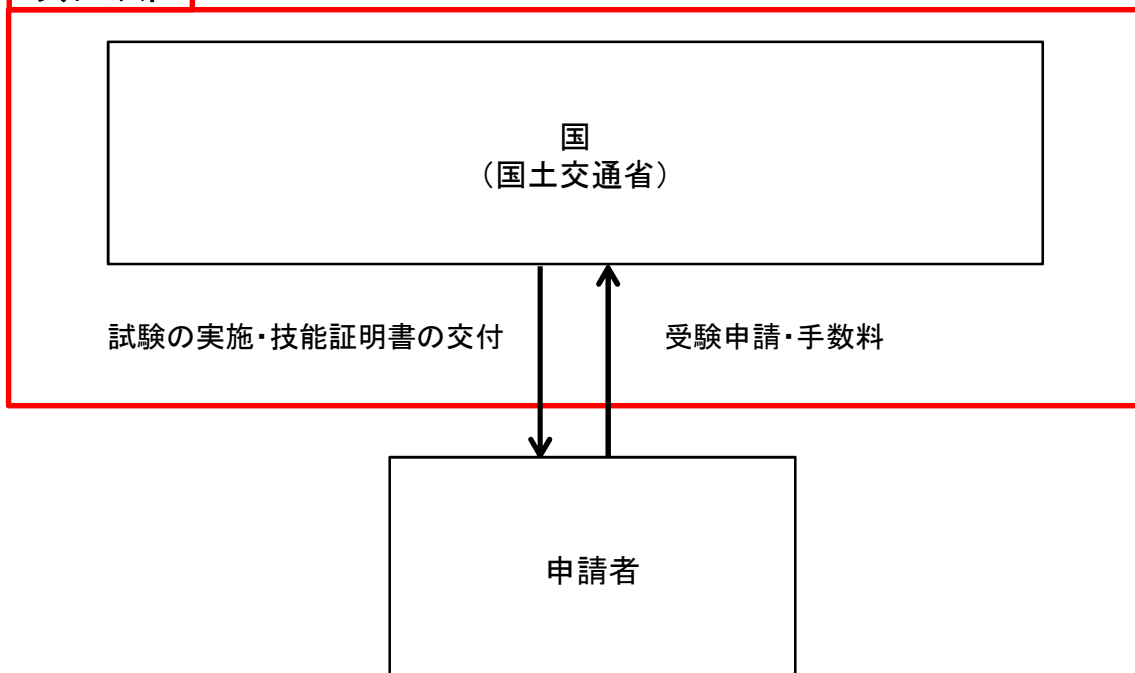 国
（国土交通省）
試験の実施・技能証明書の交付
受験申請・手数料
申請者